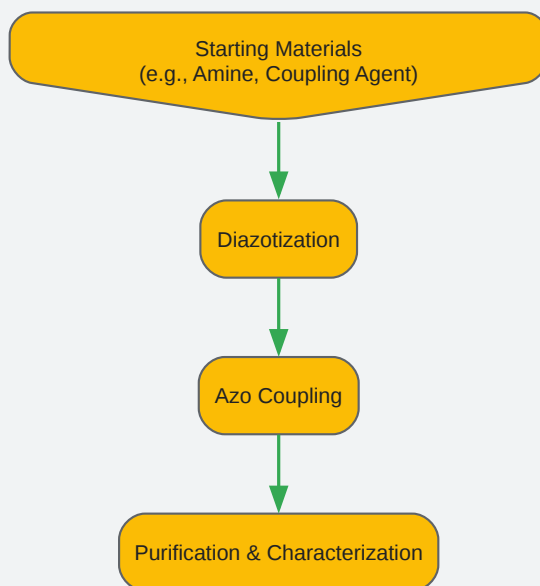 Starting Materials
(e.g., Amine, Coupling Agent)
Diazotization
Azo Coupling
Purification & Characterization